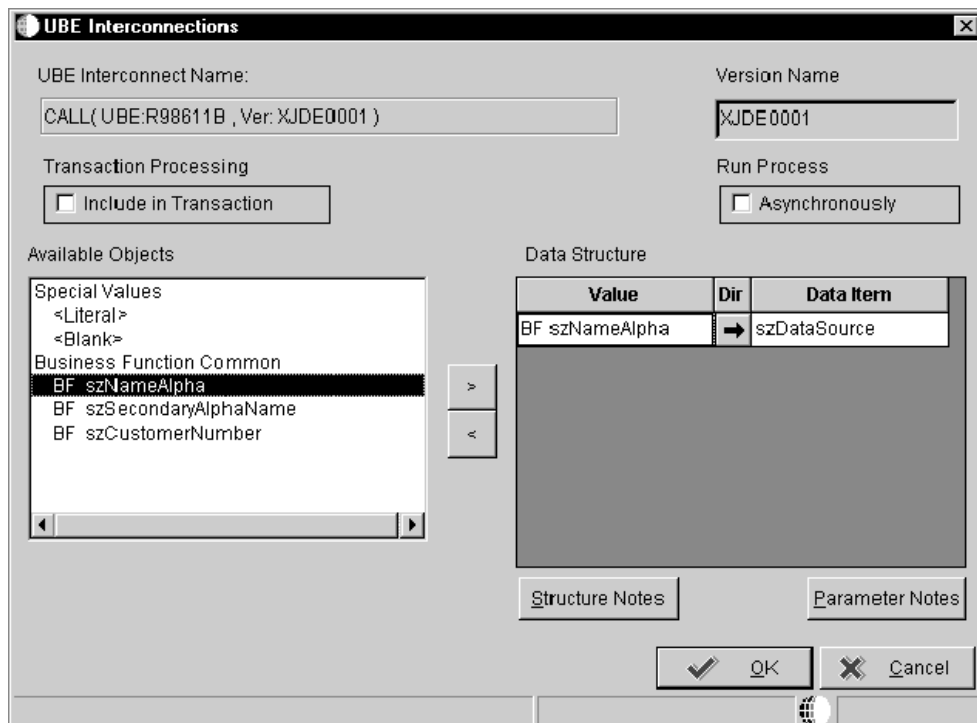 UBE Interconnections
UBE Interconnect Name:
Version Name
CALL( UBE:R98611B , Ver: XJDE0001 )
XJDE0001
Transaction Processing
Run Process
Include in Transaction
Asynchronously
Available Objects
Data Structure
Special Values
<Literal>
<Blank>
Business Function Common
BF szNameAlpha
BF szSecondaryAlphaName
BF szCustomerNumber
>
<
Value Dir Data Item
BF szNameAlpha szDataSource
Structure Notes
Parameter Notes
OK
Cancel